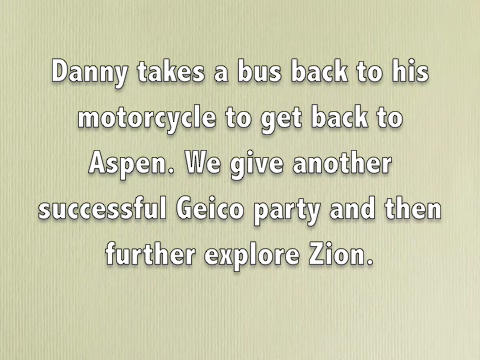 Danny takes a bus back to his
motorcycle to get back to
Aspen. We give another
successful Geico party and then
further explore Zion.